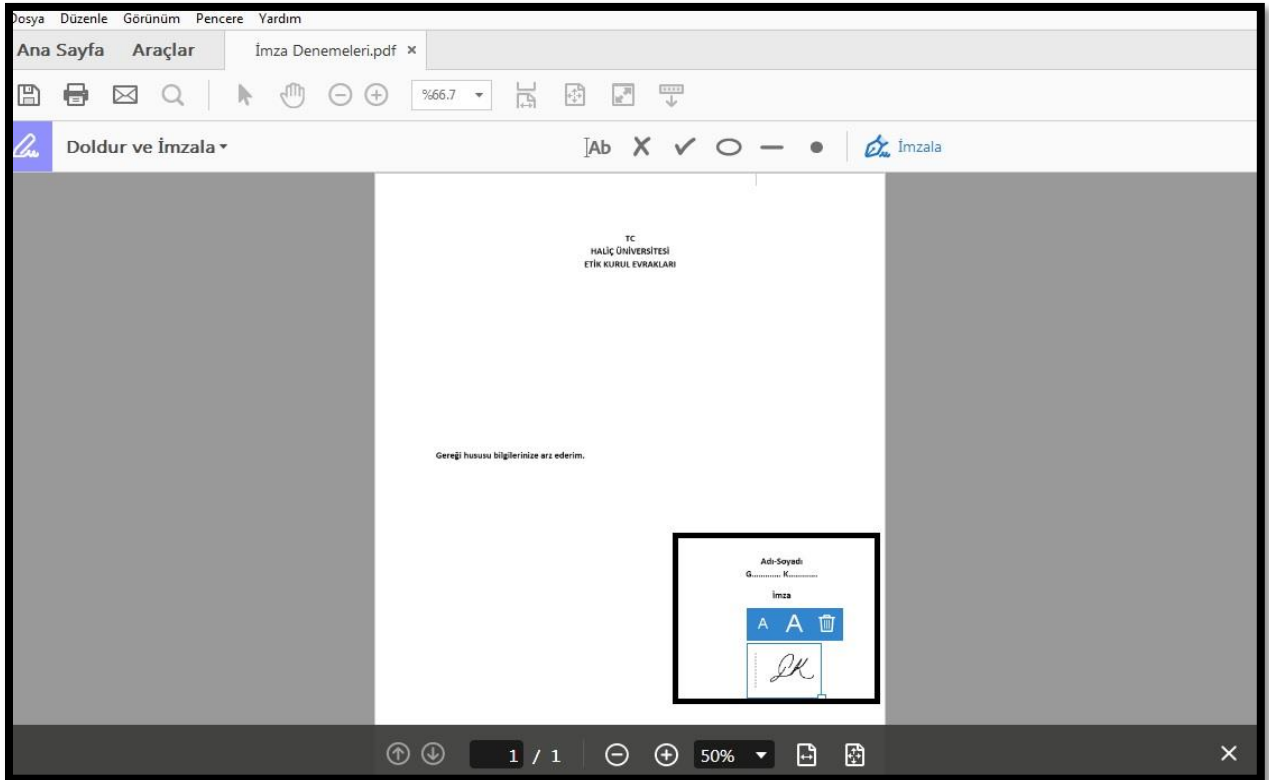 Dosya Düzenle Görünüm Pencere Yardım
Ana Sayfa Araçlar İmza Denemeleri.pdf ×
%66.7
Doldur ve İmzala Ab İmzala
TC
HALİÇ ÜNİVERSİTESİ
ETİK KURUL EVRAKLARI
Gereği hususu bilgilerinize arz ederim.
Adı-Soyadı
G............. K.............
İmza
A A
1 / 1 50%